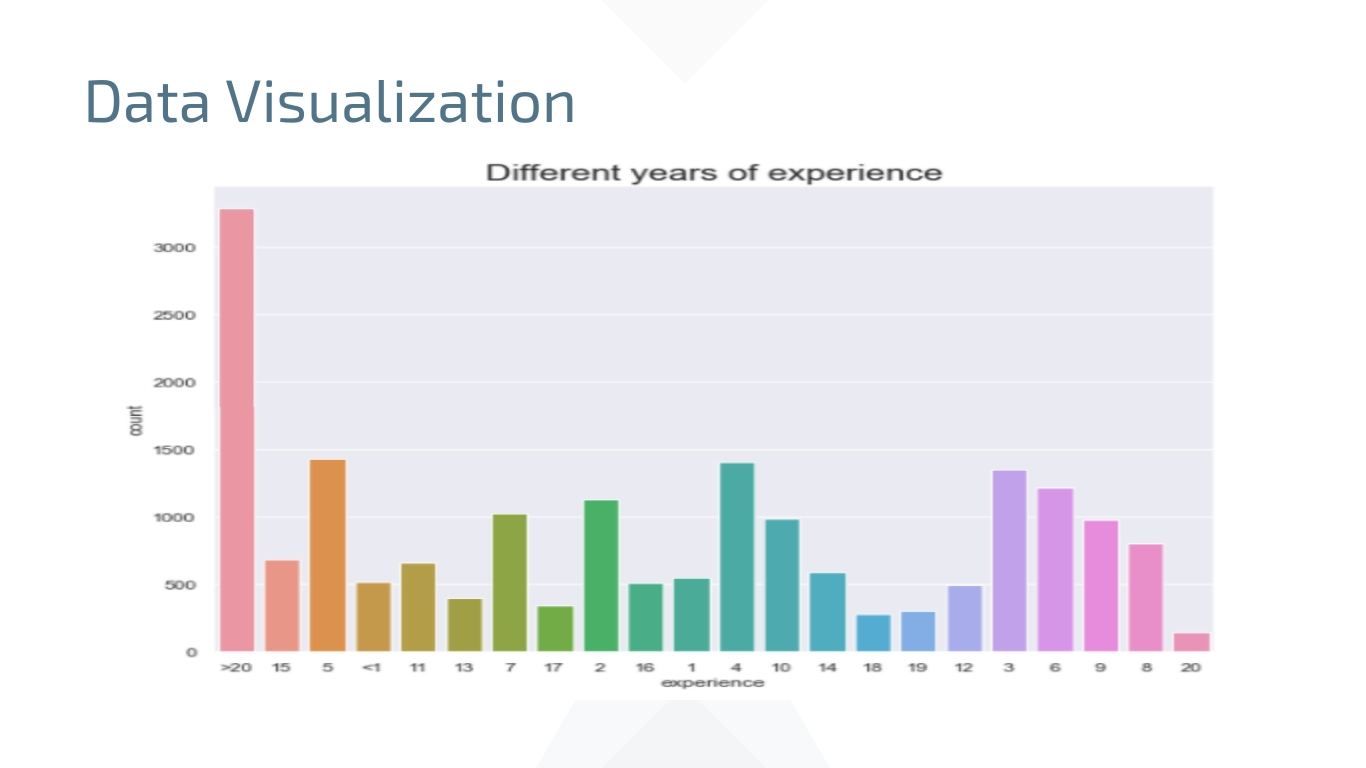 Data Visualization
Different years of experience
3000
2500
2000
1500
1000
500
0
count
>20 15 5 <1 11 13 7 17 2 16 1 4 10 14 18 19 12 3 6 9 8 20
experience